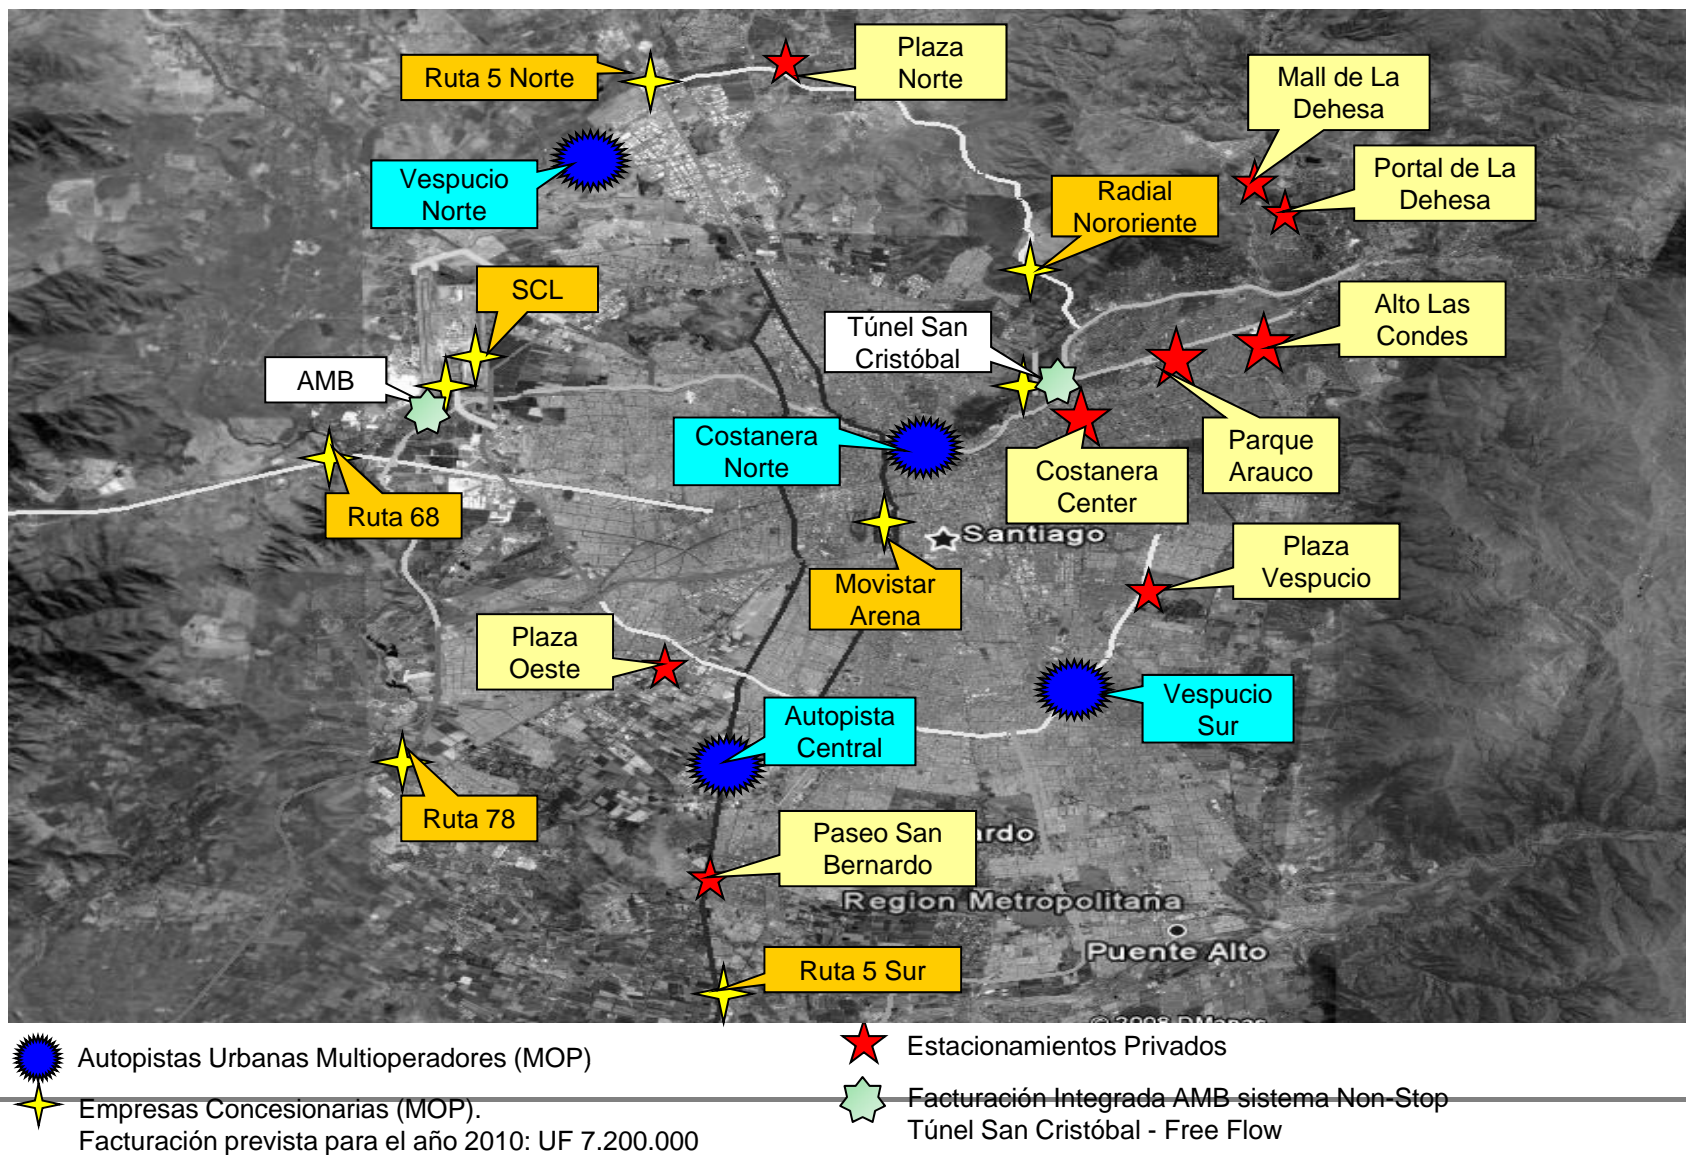 Ruta 5 Norte
Plaza
Norte
Mall de La
Dehesa
Vespucio
Norte
Portal de La
Dehesa
Radial
Nororiente
SCL
Túnel San
Cristóbal
Alto Las
Condes
AMB
Costanera
Norte
Parque
Arauco
Costanera
Center
Ruta 68
Santiago
Plaza
Vespucio
Movistar
Arena
Plaza
Oeste
Vespucio
Sur
Autopista
Central
Ruta 78
Paseo San
Bernardo
ardo
Region Metropolitana
Puente Alto
Ruta 5 Sur
Autopistas Urbanas Multioperadores (MOP)
Empresas Concesionarias (MOP).
Facturación prevista para el año 2010: UF 7.200.000
Estacionamientos Privados
Facturación Integrada AMB sistema Non-Stop
Túnel San Cristóbal - Free Flow